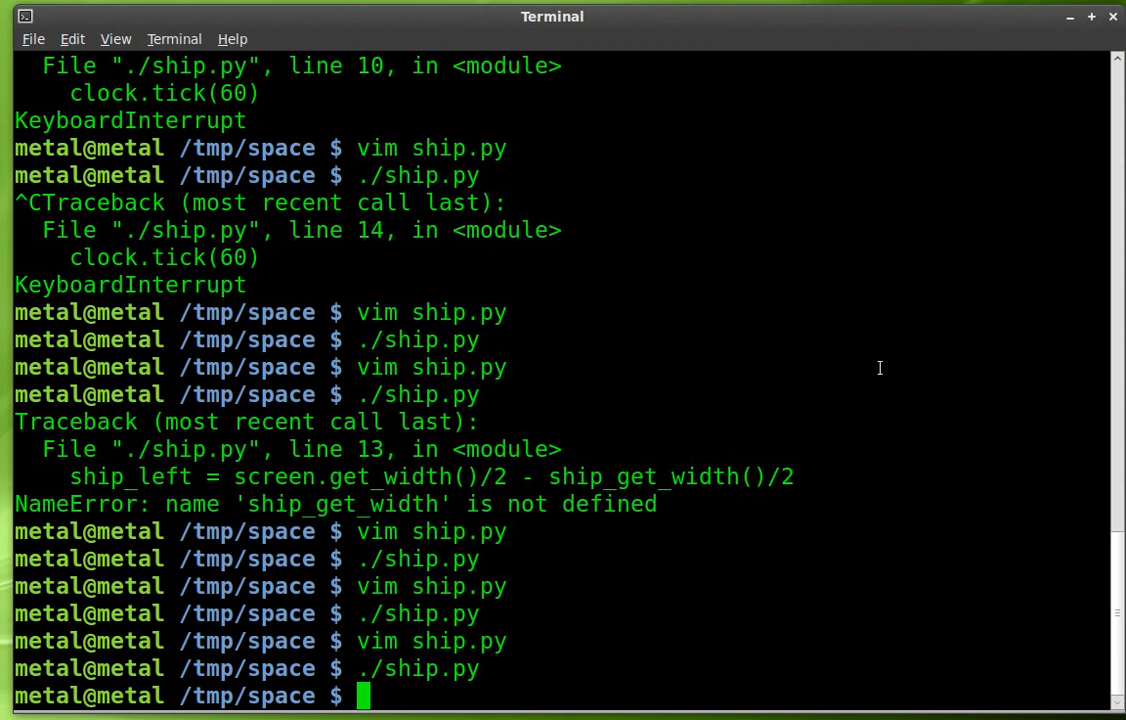 Terminal
File Edit View Terminal Help
  File "./ship.py", line 10, in <module>
    clock.tick(60)
KeyboardInterrupt
metal@metal /tmp/space $ vim ship.py
metal@metal /tmp/space $ ./ship.py
^CTraceback (most recent call last):
  File "./ship.py", line 14, in <module>
    clock.tick(60)
KeyboardInterrupt
metal@metal /tmp/space $ vim ship.py
metal@metal /tmp/space $ ./ship.py
metal@metal /tmp/space $ vim ship.py
metal@metal /tmp/space $ ./ship.py
Traceback (most recent call last):
  File "./ship.py", line 13, in <module>
    ship_left = screen.get_width()/2 - ship_get_width()/2
NameError: name 'ship_get_width' is not defined
metal@metal /tmp/space $ vim ship.py
metal@metal /tmp/space $ ./ship.py
metal@metal /tmp/space $ vim ship.py
metal@metal /tmp/space $ ./ship.py
metal@metal /tmp/space $ vim ship.py
metal@metal /tmp/space $ ./ship.py
metal@metal /tmp/space $